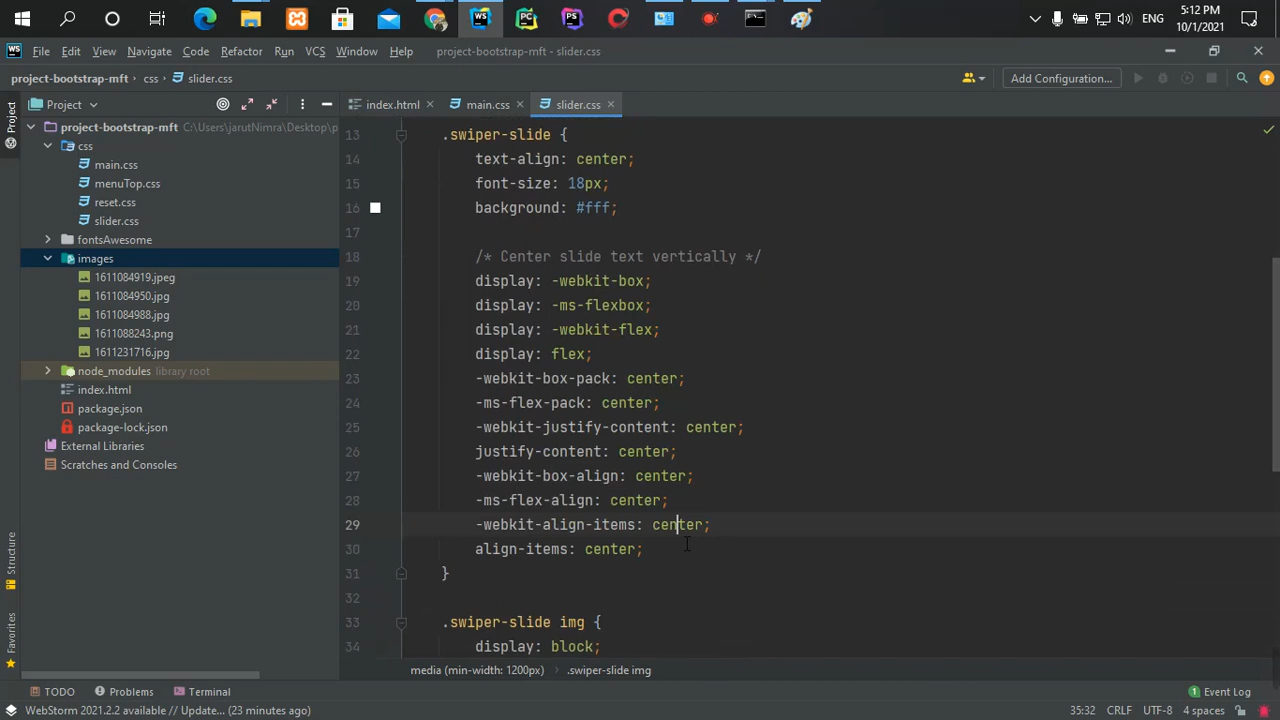 ENG
5:12 PM
10/1/2021
WS
PC
PS
WS File Edit View Navigate Code Refactor Run VCS Window Help project-bootstrap-mft - slider.css
project-bootstrap-mft › css › slider.css
Add Configuration...
Project
Project
index.html
main.css
slider.css
project-bootstrap-mft C:\Users\jarutNimra\Desktop\p
css
main.css
menuTop.css
reset.css
slider.css
fontsAwesome
images
1611084919.jpeg
1611084950.jpg
1611084988.jpg
1611088243.png
1611231716.jpg
node_modules library root
index.html
package.json
package-lock.json
External Libraries
Scratches and Consoles
Structure
Favorites
13 .swiper-slide {
14 text-align: center;
15 font-size: 18px;
16 background: #fff;
17
18 /* Center slide text vertically */
19 display: -webkit-box;
20 display: -ms-flexbox;
21 display: -webkit-flex;
22 display: flex;
23 -webkit-box-pack: center;
24 -ms-flex-pack: center;
25 -webkit-justify-content: center;
26 justify-content: center;
27 -webkit-box-align: center;
28 -ms-flex-align: center;
29 -webkit-align-items: center;
30 align-items: center;
31 }
32
33 .swiper-slide img {
34 display: block;
media (min-width: 1200px) › .swiper-slide img
TODO
Problems
Terminal
Event Log
WebStorm 2021.2.2 available // Update... (23 minutes ago)
35:32 CRLF UTF-8 4 spaces